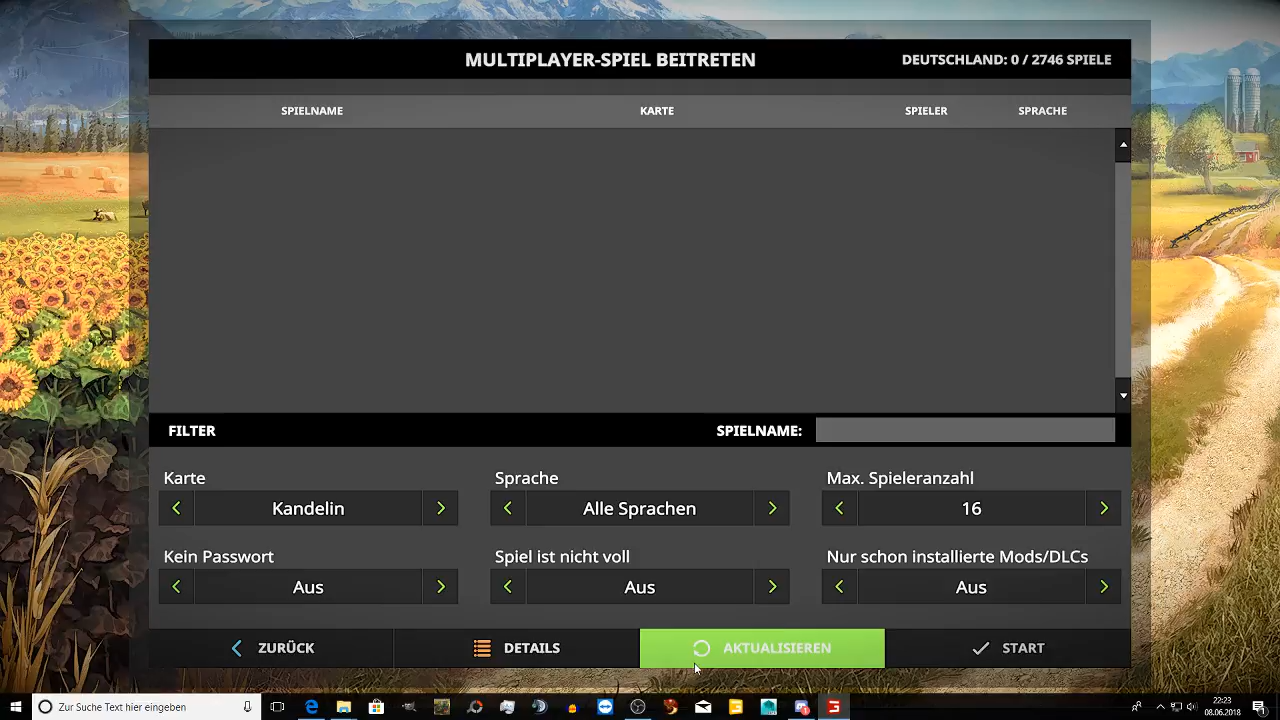 MULTIPLAYER-SPIEL BEITRETEN DEUTSCHLAND: 0 / 2746 SPIELE
SPIELNAME KARTE SPIELER SPRACHE
FILTER SPIELNAME:
Karte Sprache Max. Spieleranzahl
Kandelin Alle Sprachen 16
Kein Passwort Spiel ist nicht voll Nur schon installierte Mods/DLCs
Aus Aus Aus
ZURÜCK DETAILS AKTUALISIEREN START
Zur Suche Text hier eingeben 22:23
08.06.2018